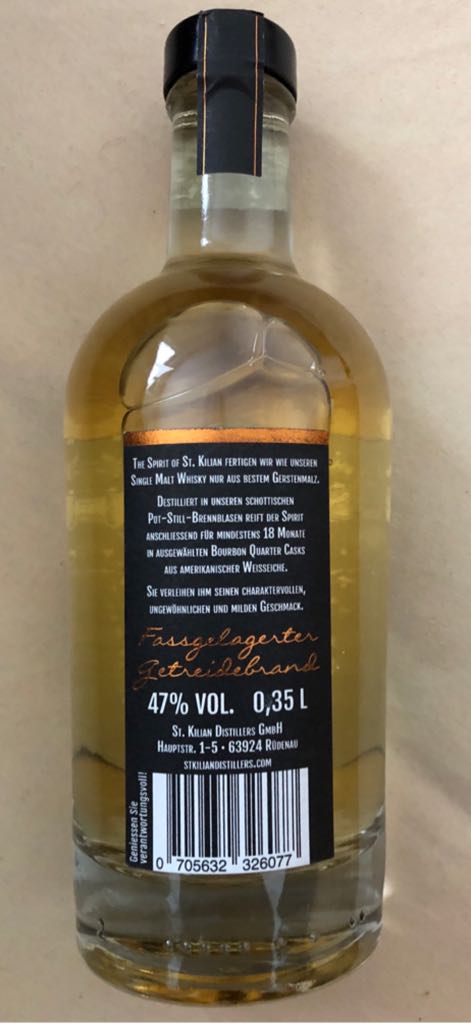 The Spirit of St. Kilian fertigen wir wie unseren
Single Malt Whisky nur aus bestem Gerstenmalz.
Destilliert in unseren schottischen
Pot-Still-Brennblasen reift der Spirit
anschliessend für mindestens 18 Monate
in ausgewählten Bourbon Quarter Casks
aus amerikanischer Weisseiche.
Sie verleihen ihm seinen charaktervollen,
ungewöhnlichen und milden Geschmack.
Fassgelagerter
Getreidebrand
47% VOL. 0,35 L
St. Kilian Distillers GmbH
Hauptstr. 1-5 • 63924 Rüdenau
stkiliandistillers.com
Geniessen Sie
verantwortungsvoll!
0 705632 326077